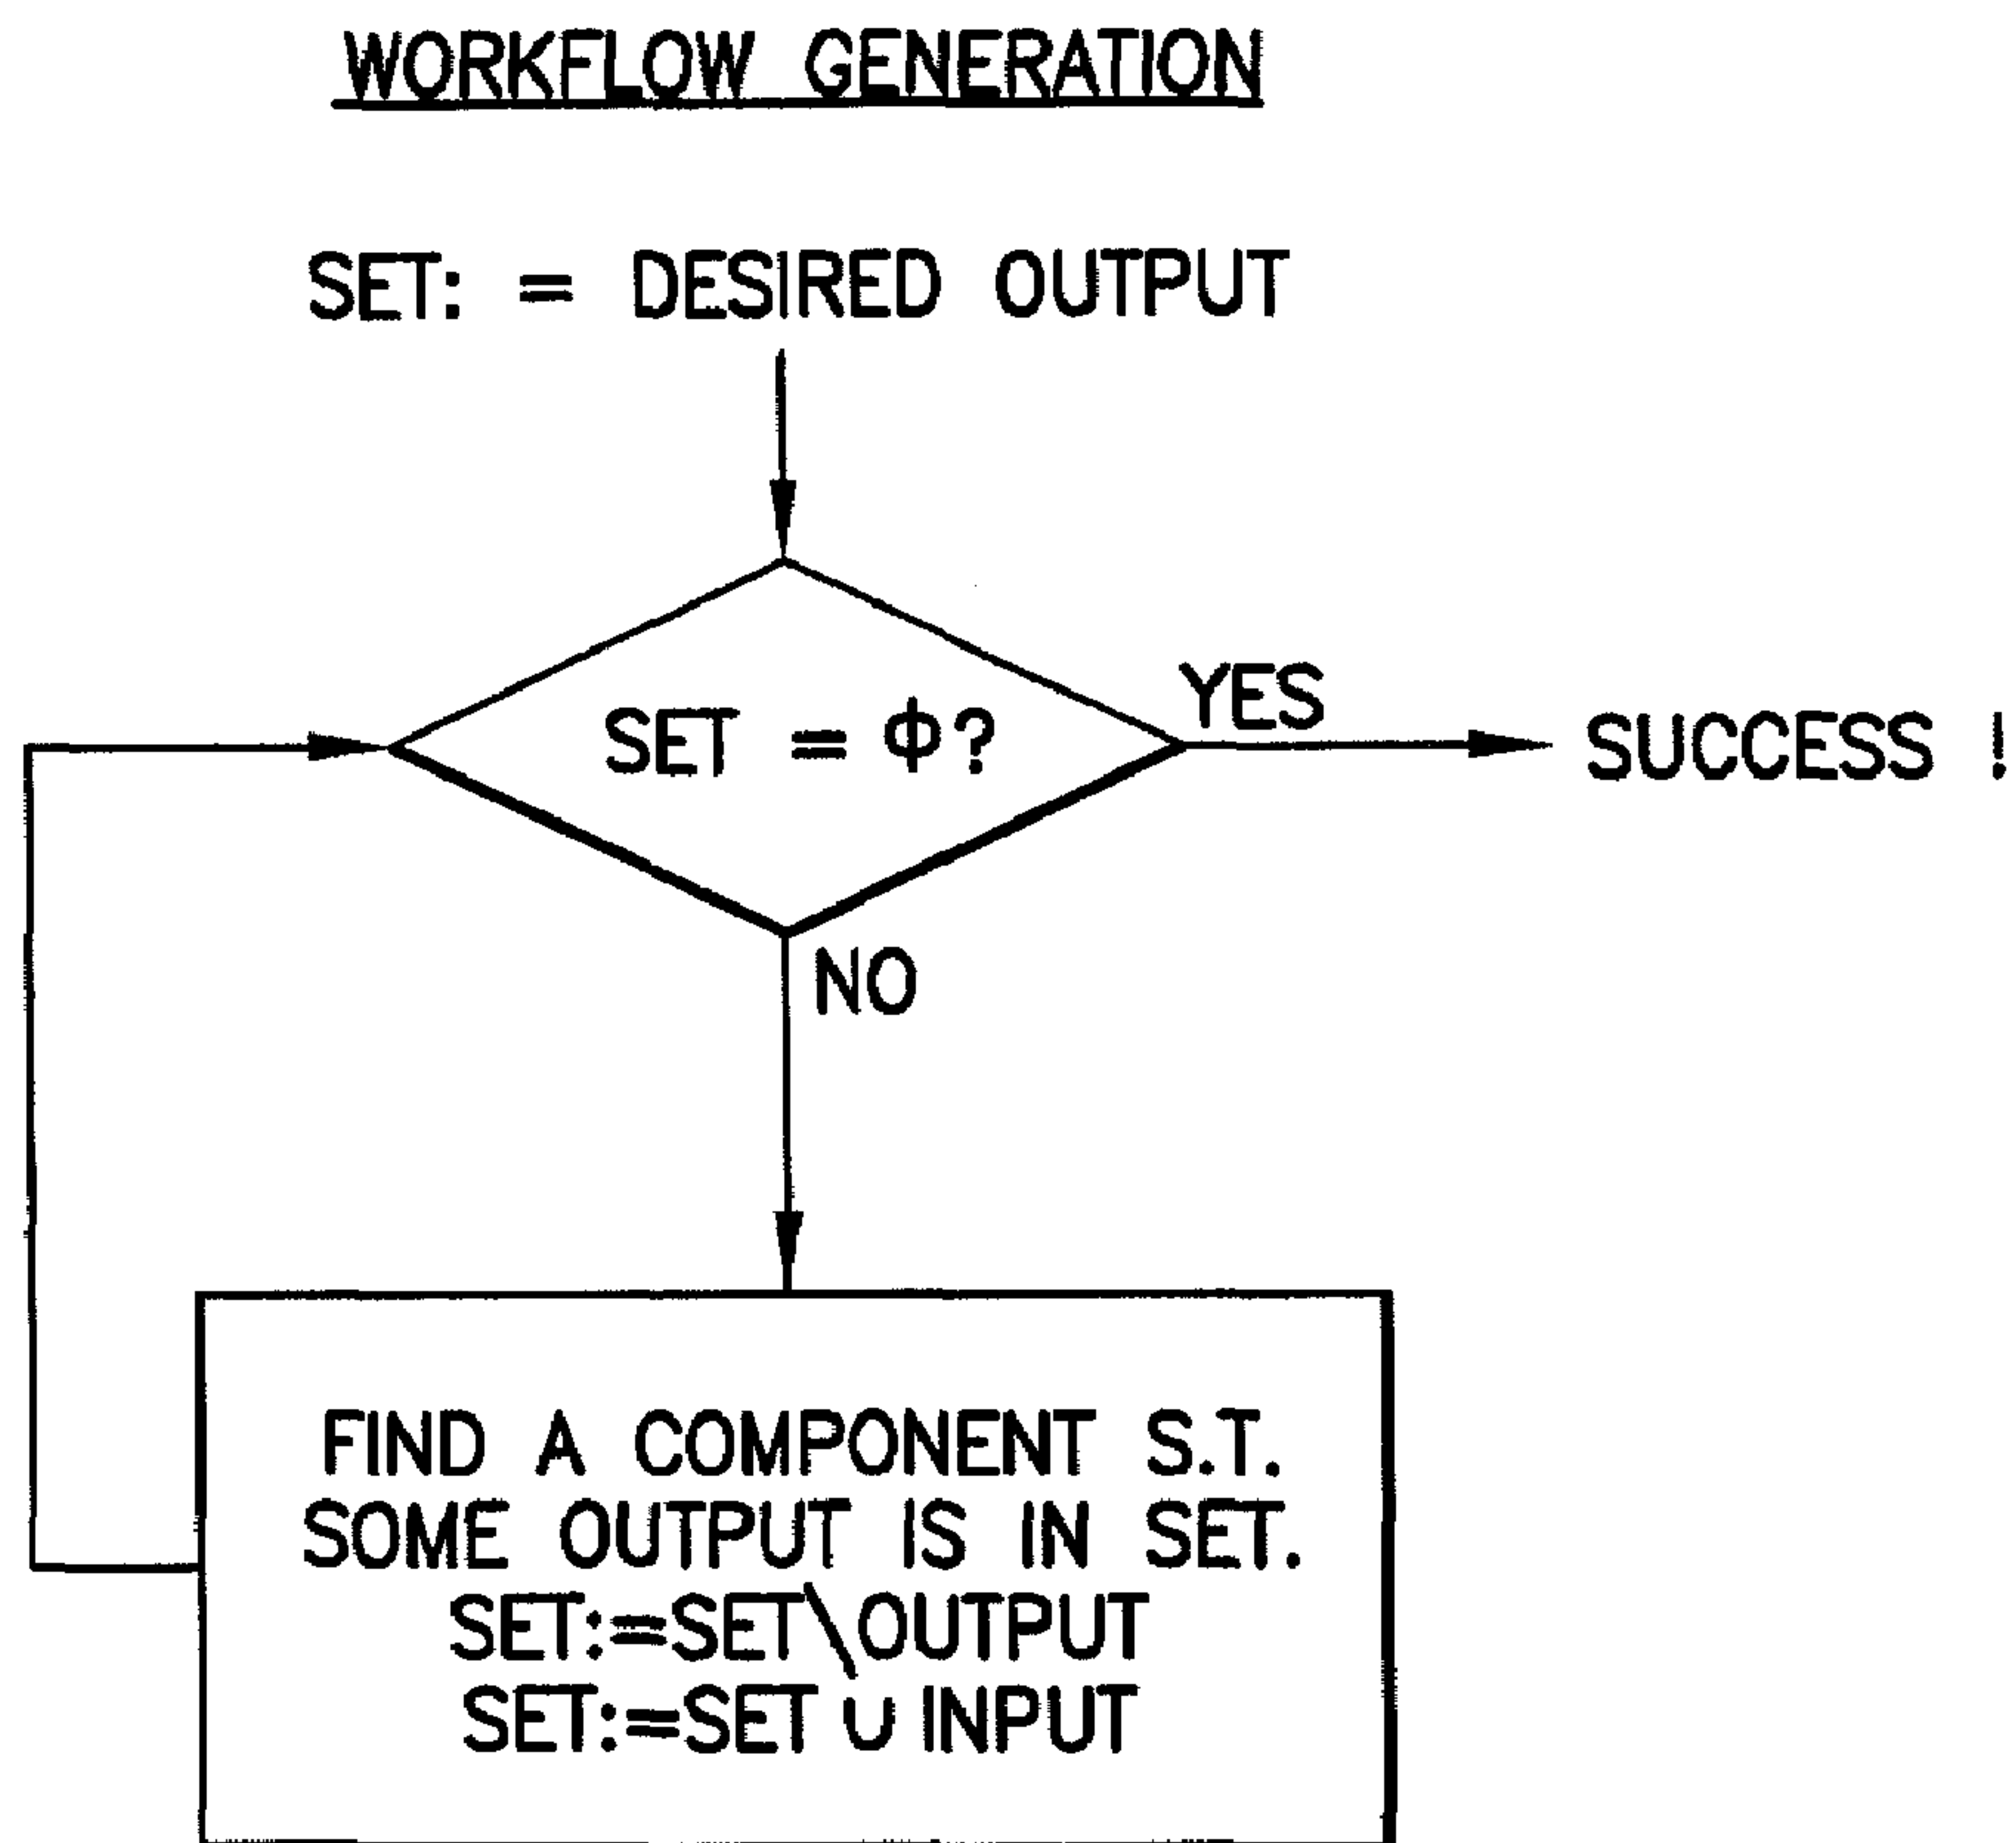 WORKFLOW GENERATION
SET: = DESIRED OUTPUT
SET = Φ?
YES
SUCCESS !
NO
FIND A COMPONENT S.T.
SOME OUTPUT IS IN SET.
SET:=SET\OUTPUT
SET:=SET ∪ INPUT